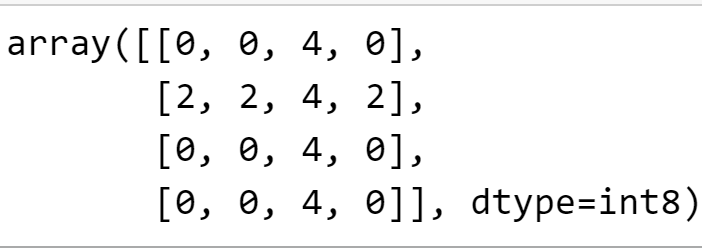 array([[0, 0, 4, 0],
       [2, 2, 4, 2],
       [0, 0, 4, 0],
       [0, 0, 4, 0]], dtype=int8)